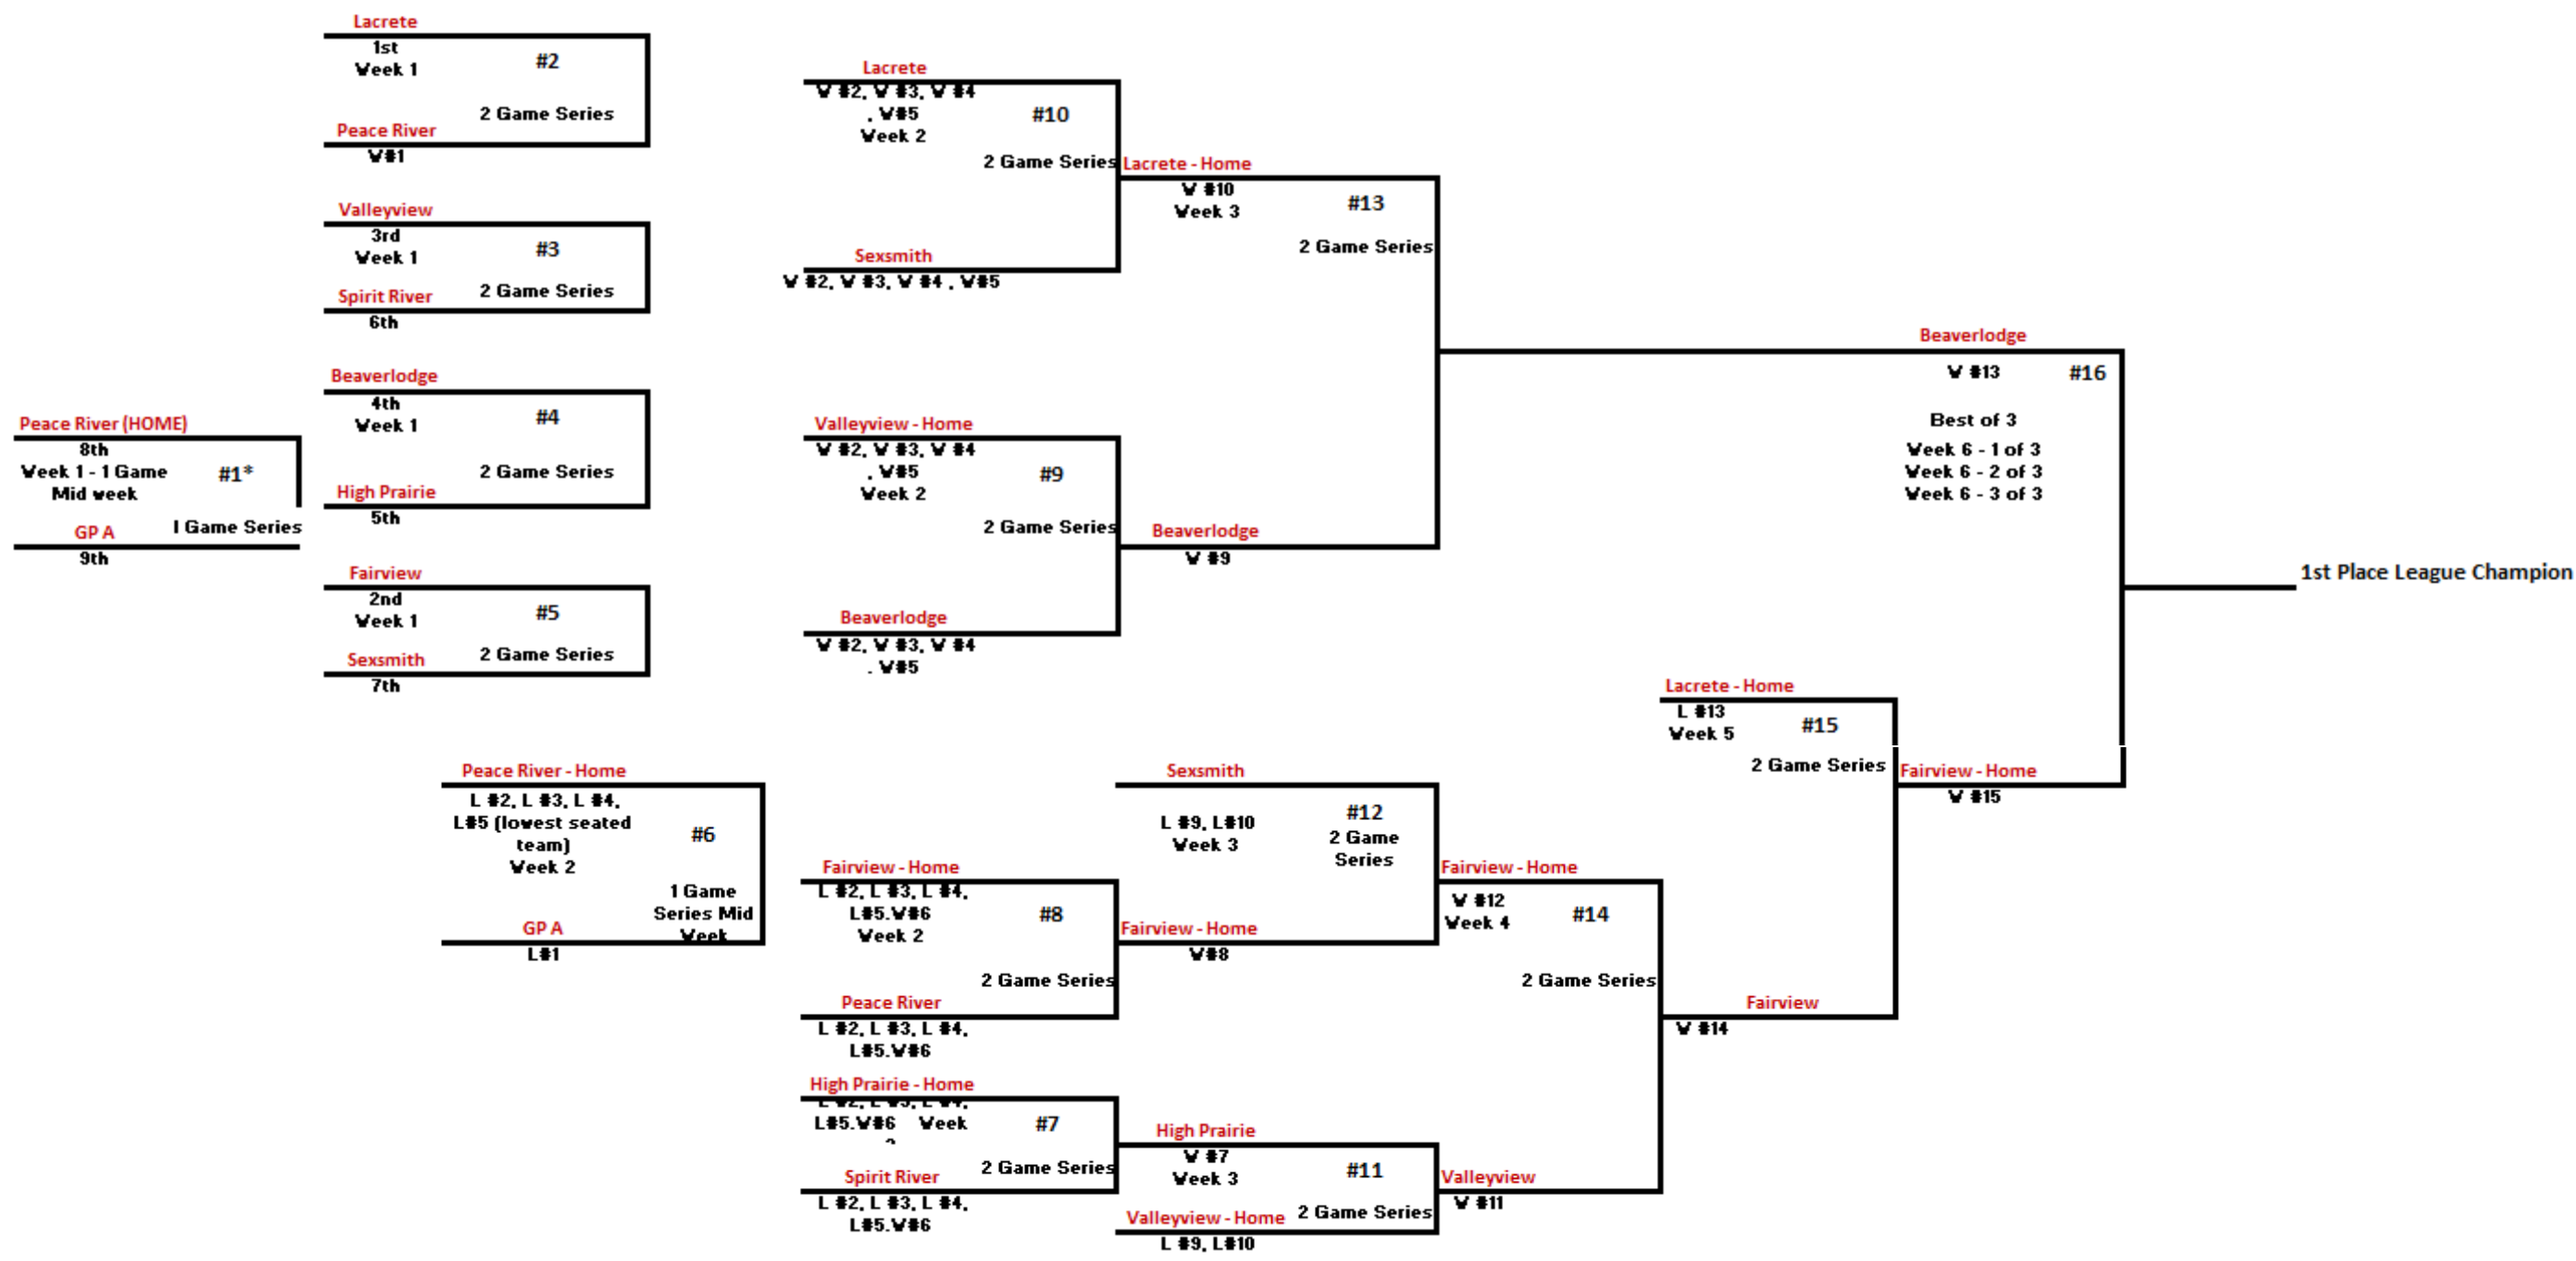 Lacrete
1st
Week 1
#2
2 Game Series
Peace River
W#1
Valleyview
3rd
Week 1
#3
2 Game Series
Spirit River
6th
Beaverlodge
4th
Week 1
#4
2 Game Series
High Prairie
5th
Peace River (HOME)
8th
Week 1 - 1 Game
Mid week
#1*
1 Game Series
GP A
9th
Fairview
2nd
Week 1
#5
2 Game Series
Sexsmith
7th
Lacrete
W #2, W #3, W #4
, W#5
Week 2
#10
2 Game Series
Sexsmith
W #2, W #3, W #4 , W#5
Lacrete - Home
W #10
Week 3
#13
2 Game Series
Valleyview - Home
W #2, W #3, W #4
, W#5
Week 2
#9
2 Game Series
Beaverlodge
W #9
Beaverlodge
W #2, W #3, W #4
, W#5
Beaverlodge
W #13
#16
Best of 3
Week 6 - 1 of 3
Week 6 - 2 of 3
Week 6 - 3 of 3
1st Place League Champion
Lacrete - Home
L #13
Week 5
#15
2 Game Series
Fairview - Home
W #15
Peace River - Home
L #2, L #3, L #4,
L#5 (lowest seated
team)
Week 2
#6
1 Game
Series Mid
Week
GP A
L#1
Sexsmith
L #9, L#10
Week 3
#12
2 Game
Series
Fairview - Home
L #2, L #3, L #4,
L#5.W#6
Week 2
#8
2 Game Series
Fairview - Home
W#8
Peace River
L #2, L #3, L #4,
L#5.W#6
Fairview - Home
W #12
Week 4
#14
2 Game Series
Fairview
W #14
High Prairie - Home
L #2, L #3, L #4,
L#5.W#6 Week
#7
2 Game Series
Spirit River
L #2, L #3, L #4,
L#5.W#6
High Prairie
W #7
Week 3
#11
2 Game Series
Valleyview - Home
L #9, L#10
Valleyview
W #11